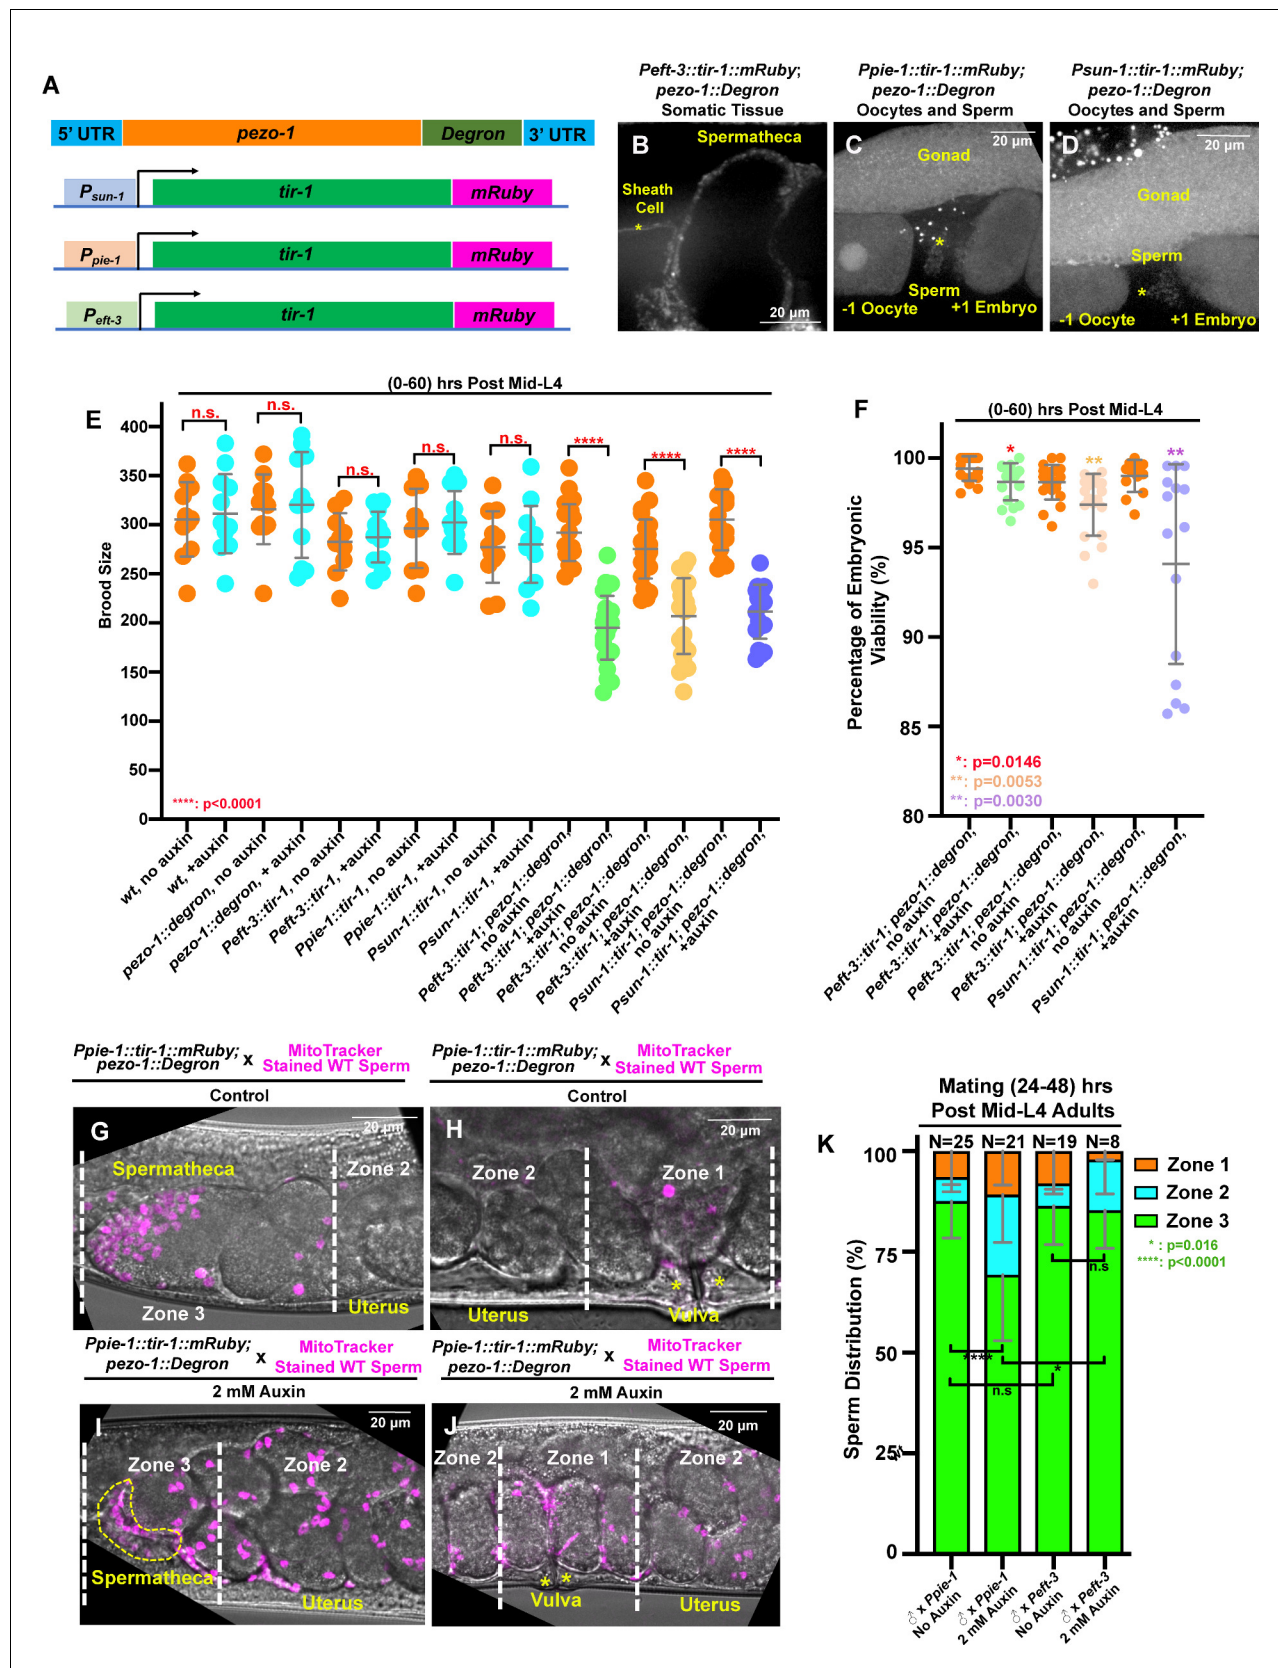 A
5' UTR pezo-1 Degron 3' UTR
Psun-1 tir-1 mRuby
Ppie-1 tir-1 mRuby
Peft-3 tir-1 mRuby
Peft-3::tir-1::mRuby;
pezo-1::Degron
Somatic Tissue
B
Spermatheca
Sheath
Cell
*
20 µm
Ppie-1::tir-1::mRuby;
pezo-1::Degron
Oocytes and Sperm
C
20 µm
Gonad
*
Sperm
-1 Oocyte +1 Embryo
Psun-1::tir-1::mRuby;
pezo-1::Degron
Oocytes and Sperm
D
20 µm
Gonad
Sperm
*
-1 Oocyte +1 Embryo
E
(0-60) hrs Post Mid-L4
n.s. n.s. n.s. n.s. n.s. **** **** ****
Brood Size
400
350
300
250
200
150
100
50
0
****: p<0.0001
wt, no auxin
wt, +auxin
pezo-1::degron, no auxin
pezo-1::degron, + auxin
Peft-3::tir-1, no auxin
Peft-3::tir-1, +auxin
Ppie-1::tir-1, no auxin
Ppie-1::tir-1, +auxin
Psun-1::tir-1, no auxin
Psun-1::tir-1, +auxin
Peft-3::tir-1; pezo-1::degron,
no auxin
Peft-3::tir-1; pezo-1::degron,
+auxin
Peft-3::tir-1; pezo-1::degron,
no auxin
Peft-3::tir-1; pezo-1::degron,
+auxin
Psun-1::tir-1; pezo-1::degron,
no auxin
Psun-1::tir-1; pezo-1::degron,
+auxin
F
(0-60) hrs Post Mid-L4
* ** **
Percentage of Embryonic
Viability (%)
100
95
90
85
80
*: p=0.0146
**: p=0.0053
**: p=0.0030
Peft-3::tir-1; pezo-1::degron,
no auxin
Peft-3::tir-1; pezo-1::degron,
+auxin
Peft-3::tir-1; pezo-1::degron,
no auxin
Peft-3::tir-1; pezo-1::degron,
+auxin
Psun-1::tir-1; pezo-1::degron,
no auxin
Psun-1::tir-1; pezo-1::degron,
+auxin
Ppie-1::tir-1::mRuby;
pezo-1::Degron
x
MitoTracker
Stained WT Sperm
Control
G
20 µm
Spermatheca
Zone 2
Zone 3
Uterus
Ppie-1::tir-1::mRuby;
pezo-1::Degron
x
MitoTracker
Stained WT Sperm
Control
H
20 µm
Zone 2 Zone 1
* *
Uterus Vulva
Ppie-1::tir-1::mRuby;
pezo-1::Degron
x
MitoTracker
Stained WT Sperm
2 mM Auxin
I
20 µm
Zone 3 Zone 2
Spermatheca
Uterus
Ppie-1::tir-1::mRuby;
pezo-1::Degron
x
MitoTracker
Stained WT Sperm
2 mM Auxin
J
20 µm
Zone 2 Zone 1 Zone 2
* *
Vulva Uterus
Mating (24-48) hrs
Post Mid-L4 Adults
K
N=25 N=21 N=19 N=8
Sperm Distribution (%)
100
75
50
25
0
n.s
****
*
n.s
Zone 1
Zone 2
Zone 3
* : p=0.016
****: p<0.0001
♂ x Ppie-1
No Auxin
♂ x Ppie-1
2 mM Auxin
♂ x Peft-3
No Auxin
♂ x Peft-3
2 mM Auxin